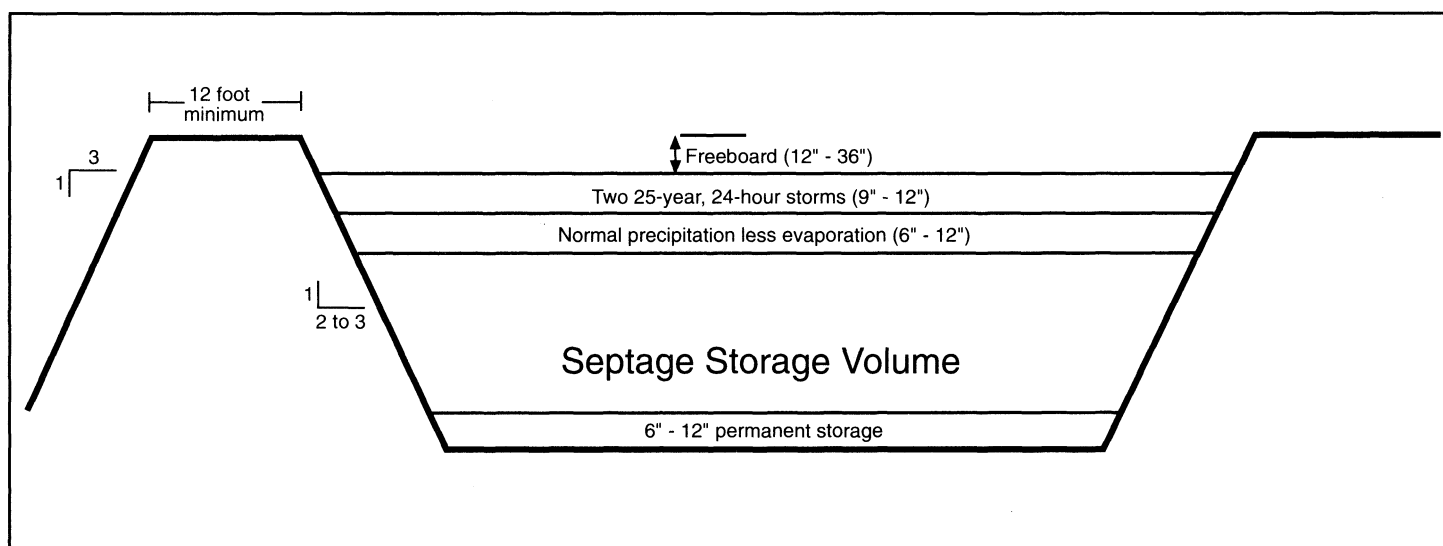 12 foot
minimum
3
1
Freeboard (12" - 36")
Two 25-year, 24-hour storms (9" - 12")
Normal precipitation less evaporation (6" - 12")
1
2 to 3
Septage Storage Volume
6" - 12" permanent storage